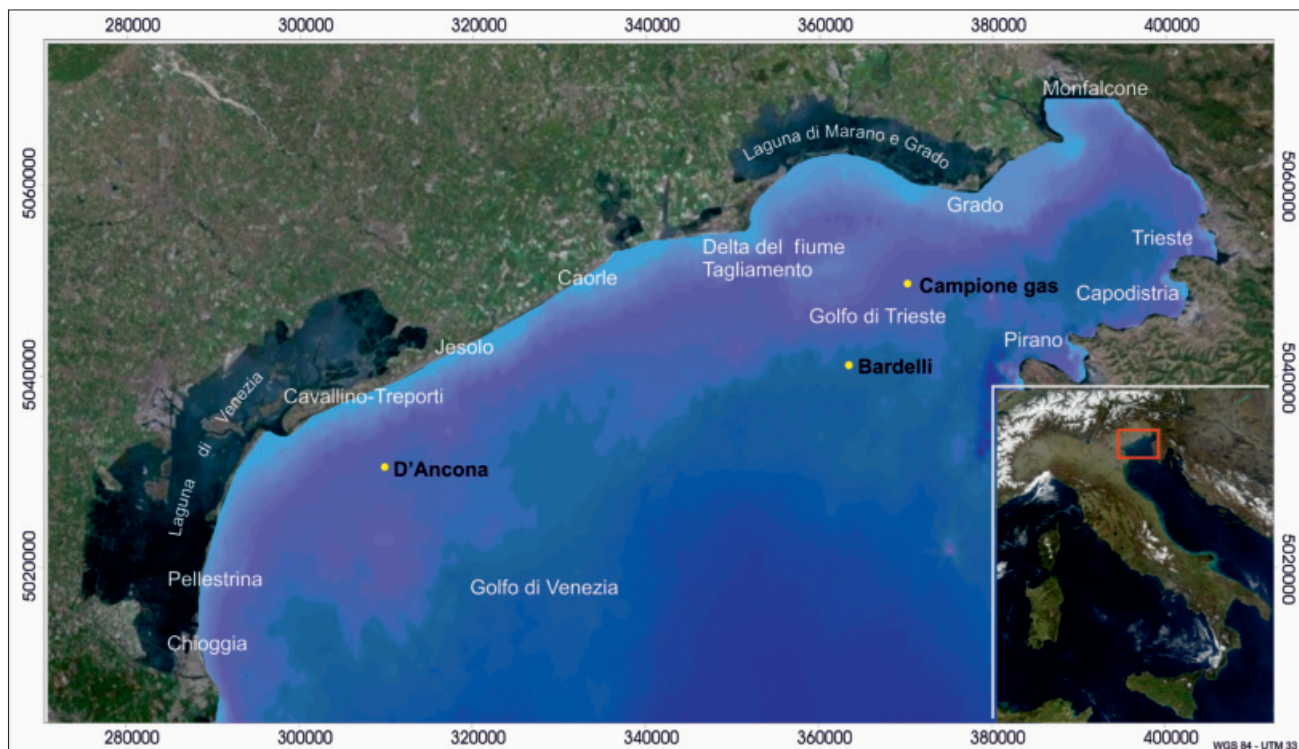 280000 300000 320000 340000 360000 380000 400000
Monfalcone
Laguna di Marano e Grado
5060000 5060000
Grado
Delta del fiume
Tagliamento
Trieste
Caorle
Campione gas
Capodistria
Golfo di Trieste
Pirano
Jesolo
Bardelli
5040000 5040000
Cavallino-Treporti
Laguna di Venezia
D'Ancona
5020000 5020000
Pellestrina
Golfo di Venezia
Chioggia
280000 300000 320000 340000 360000 380000 400000
WGS 84 - UTM 33